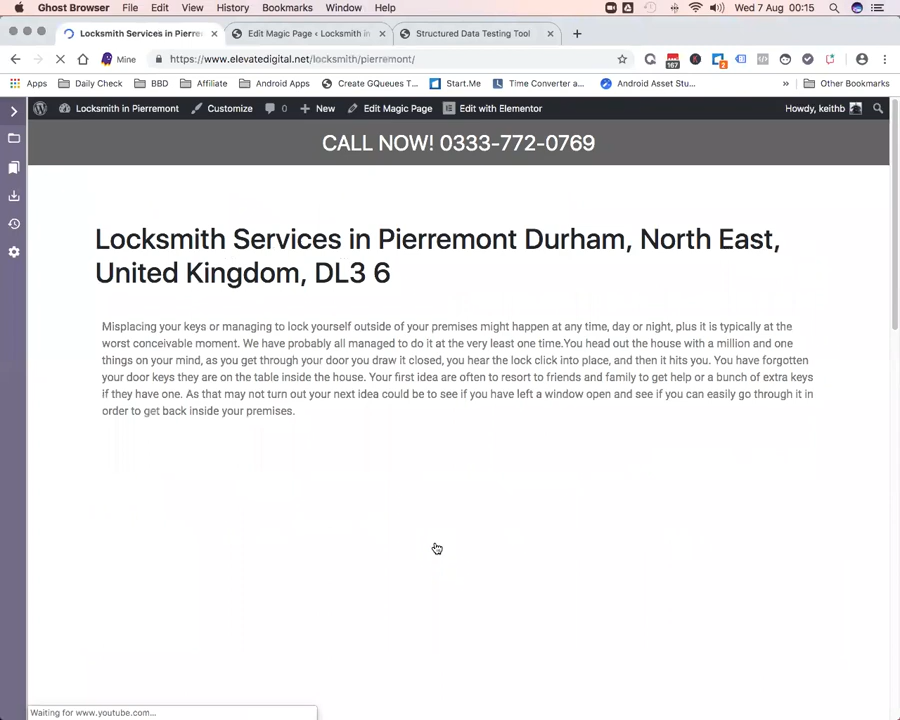 Ghost Browser File Edit View History Bookmarks Window Help Wed 7 Aug 00:15
Locksmith Services in Pierre Edit Magic Page ‹ Locksmith in Structured Data Testing Tool
Mine https://www.elevatedigital.net/locksmith/pierremont/ 167 2
Apps Daily Check BBD Affiliate Android Apps Create GQueues T... Start.Me Time Converter a... Android Asset Stu... » Other Bookmarks
Locksmith in Pierremont Customize 0 New Edit Magic Page Edit with Elementor Howdy, keithb
CALL NOW! 0333-772-0769
Locksmith Services in Pierremont Durham, North East,
United Kingdom, DL3 6
Misplacing your keys or managing to lock yourself outside of your premises might happen at any time, day or night, plus it is typically at the
worst conceivable moment. We have probably all managed to do it at the very least one time.You head out the house with a million and one
things on your mind, as you get through your door you draw it closed, you hear the lock click into place, and then it hits you. You have forgotten
your door keys they are on the table inside the house. Your first idea are often to resort to friends and family to get help or a bunch of extra keys
if they have one. As that may not turn out your next idea could be to see if you have left a window open and see if you can easily go through it in
order to get back inside your premises.
Waiting for www.youtube.com...